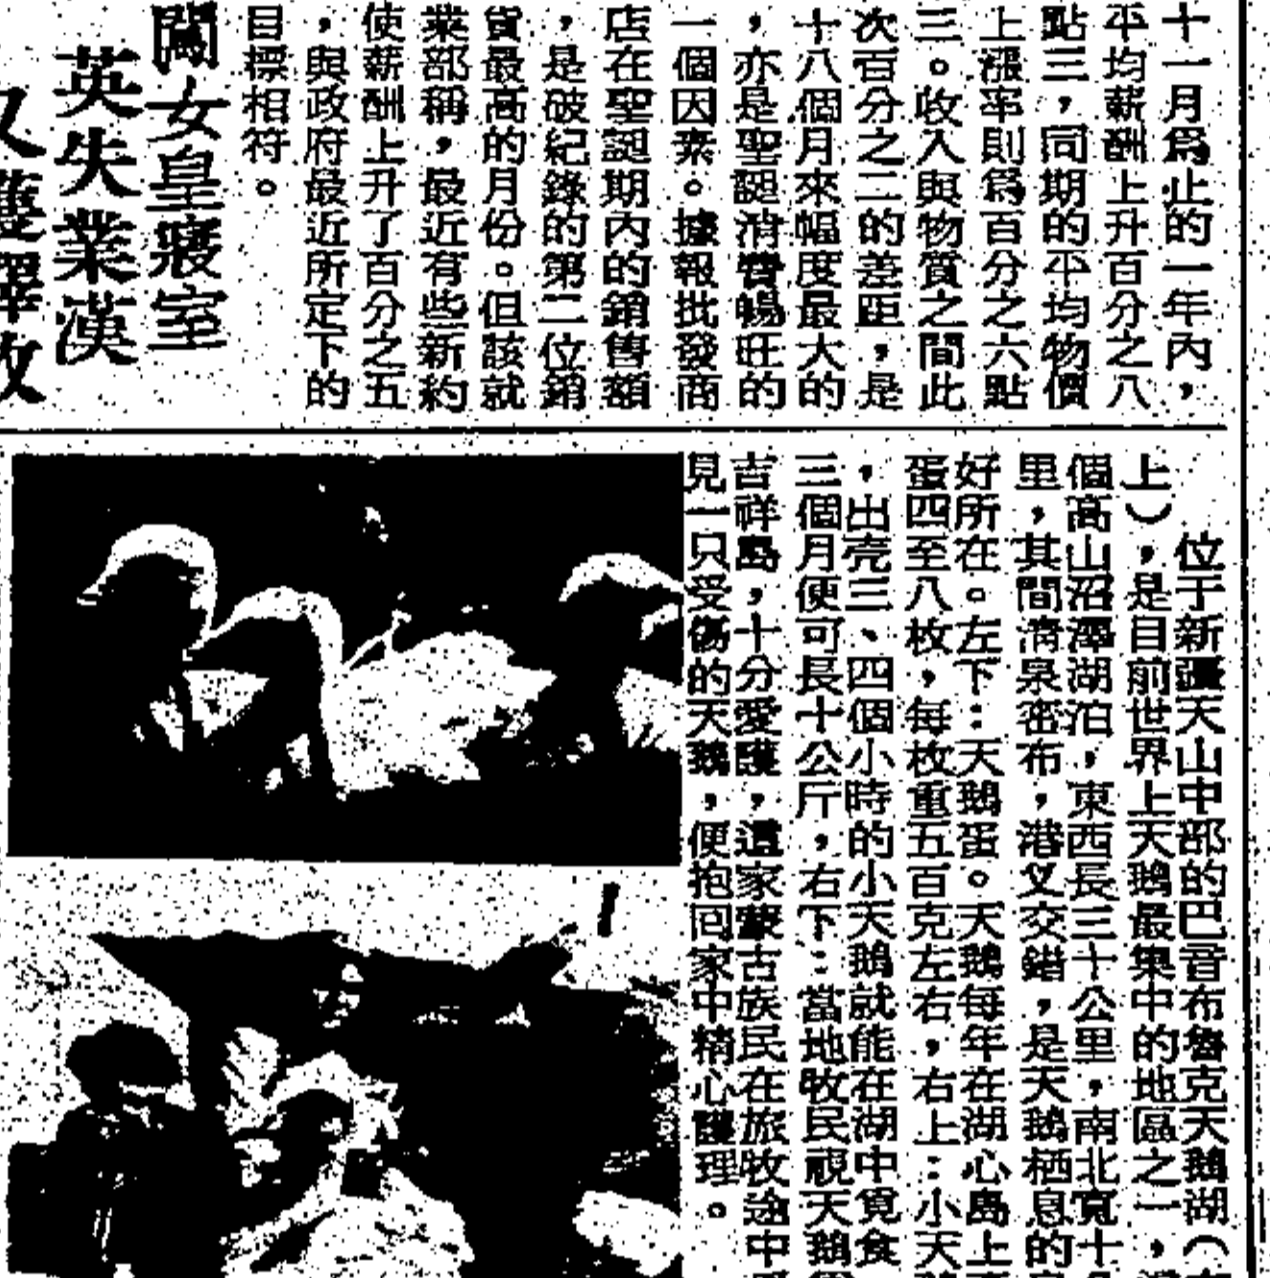 十一月爲止的一年內，
平均薪酬上升百分之八
點三，同期的平均物價
上漲率則爲百分之六點
三。收入與物質之間此
次百分之二的差距，是
十八個月來幅度最大的
，亦是聖誕消費暢旺的
一個因素。據報批發商
店在聖誕期內的銷售額
，是破紀錄的第二位銷
貨最高的月份。但該就
業部稱，最近有些新約
使薪酬上升了百分之五
，與政府最近所定下的
目標相符。
闖女皇寢室
英失業漢
又獲釋放
位于新疆天山中部的巴音布魯克天鵝湖（
上），是目前世界上天鵝最集中的地區之一，
個高山沼澤湖泊，東西長三十公里，南北寬十
里，其間清泉密布，港叉交錯，是天鵝栖息的
好所在。左下：天鵝蛋。天鵝每年在湖心島上
蛋四至八枚，每枚重五百克左右，右上：小天
，出壳三、四個小時的小天鵝就能在湖中覓食
三個月便可長十公斤，右下：當地牧民視天鵝
吉祥鳥，十分愛護，這家蒙古族民在旅牧途中
見一只受傷的天鵝，便抱回家中精心護理。